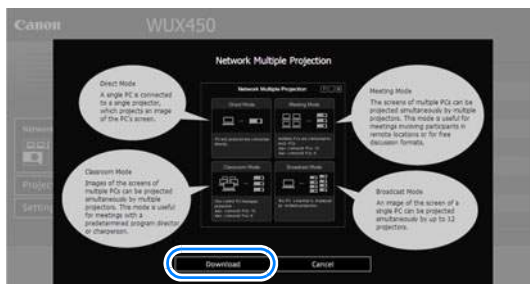 Canon
WUX450
Network Multiple Projection
Direct Mode
A single PC is connected
to a single projector,
which projects an image
of the PC's screen.
Network Multiple Projection
Direct Mode
Meeting Mode
Meeting Mode
The screens of multiple PCs can be
projected simultaneously by multiple
projectors. This mode is useful for
meetings involving participants in
remote locations or for free
discussion formats.
Classroom Mode
Images of the screens of
multiple PCs can be projected
simultaneously by multiple
projectors. This mode is useful
for meetings with a
predetermined program director
or chairperson.
Classroom Mode
Broadcast Mode
Broadcast Mode
An image of the screen of a
single PC can be projected
simultaneously by up to 12
projectors.
Network
Project
Setting
Download
Cancel